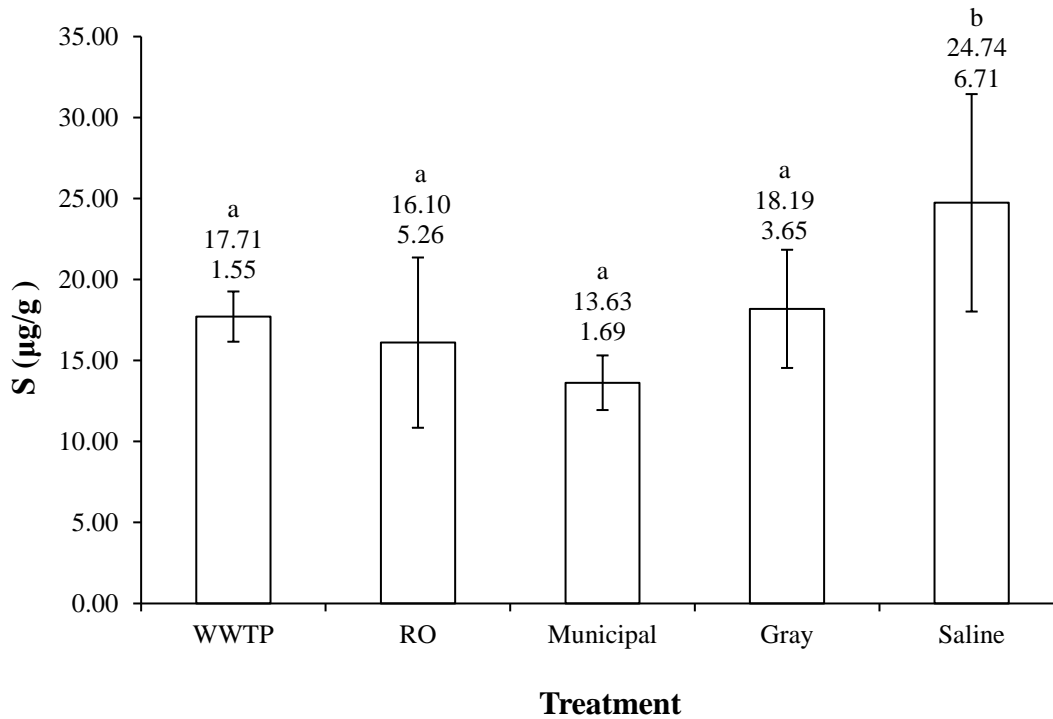 S (µg/g )
35.00
30.00
25.00
20.00
15.00
10.00
5.00
0.00
a
17.71
1.55
a
16.10
5.26
a
13.63
1.69
a
18.19
3.65
b
24.74
6.71
WWTP
RO
Municipal
Gray
Saline
Treatment